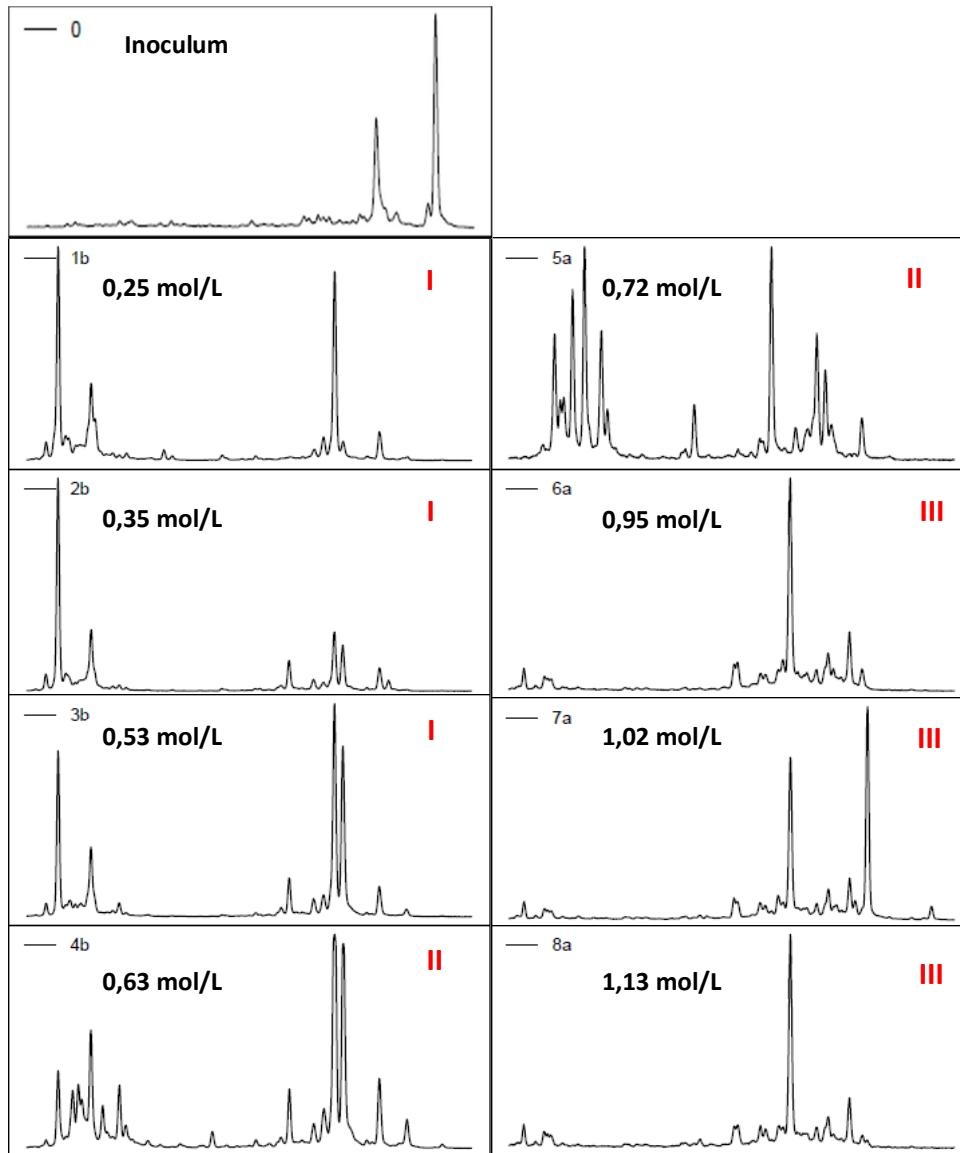 0
Inoculum
1b
0,25 mol/L
I
5a
0,72 mol/L
II
2b
0,35 mol/L
I
6a
0,95 mol/L
III
3b
0,53 mol/L
I
7a
1,02 mol/L
III
4b
0,63 mol/L
II
8a
1,13 mol/L
III